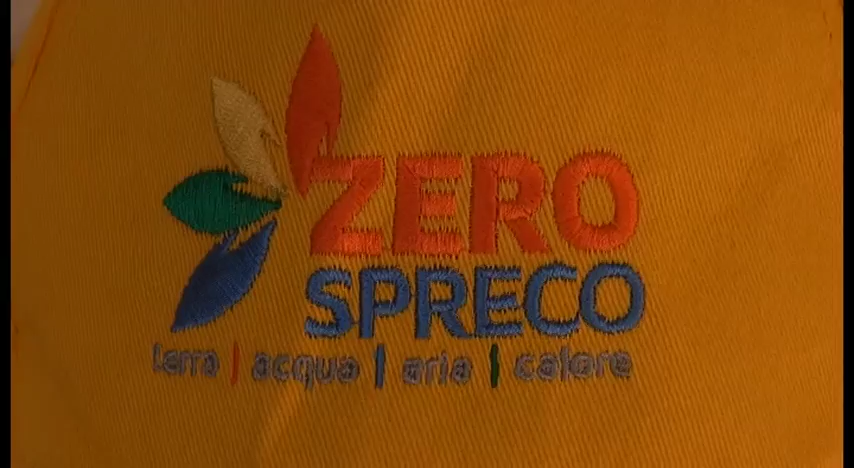 ZERO
SPRECO
terra | acqua | aria | calore